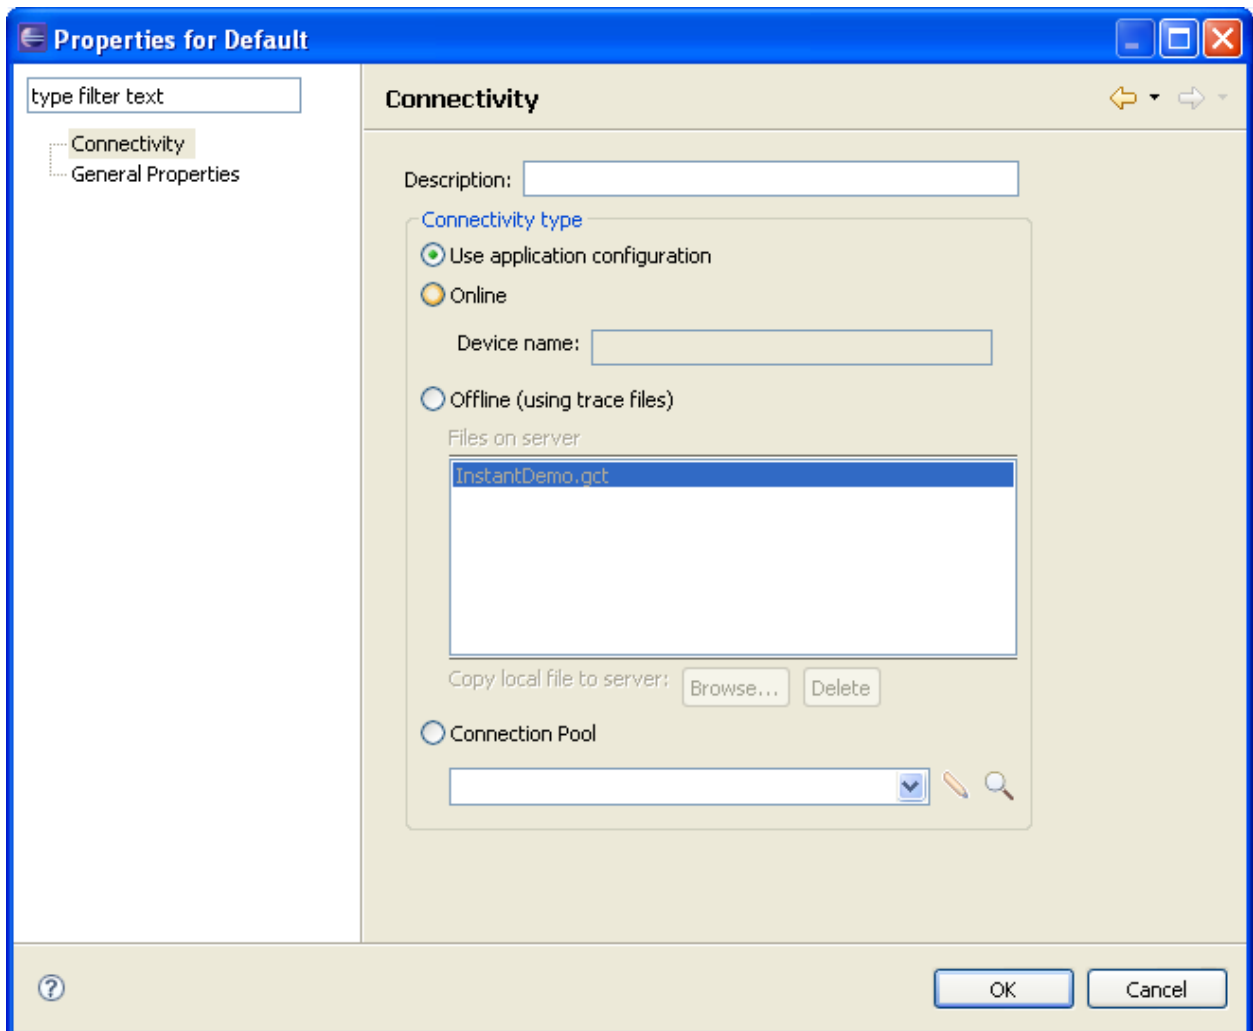 Properties for Default
type filter text
Connectivity
General Properties
Connectivity
Description:
Connectivity type
Use application configuration
Online
Device name:
Offline (using trace files)
Files on server
InstantDemo.gct
Copy local file to server: Browse... Delete
Connection Pool
OK Cancel